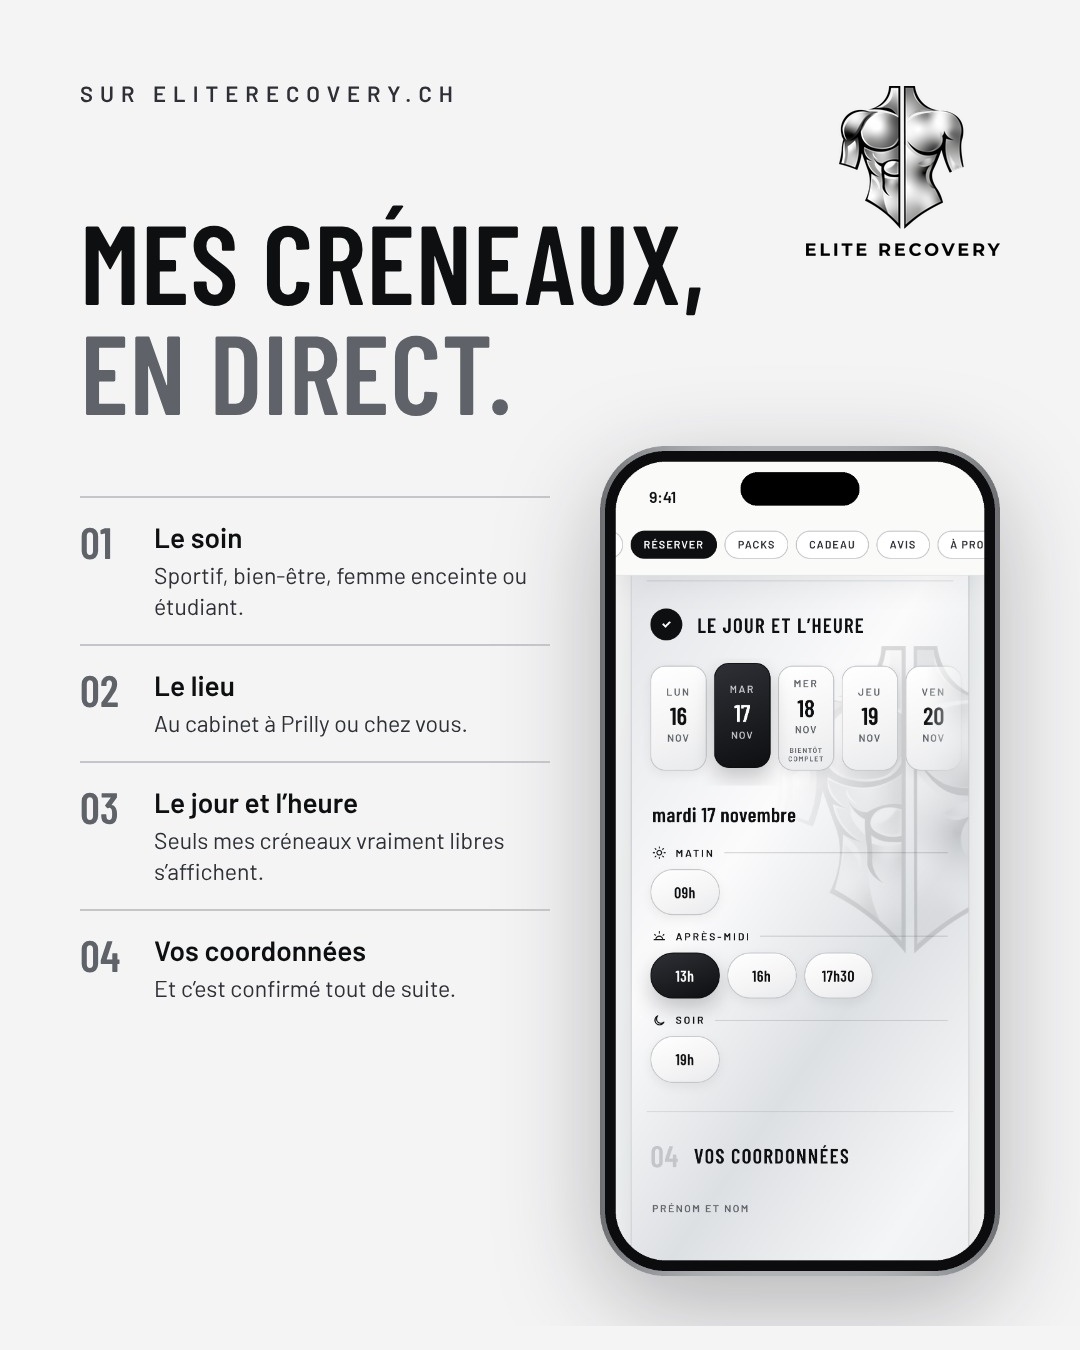 SUR ELITERECOVERY.CH
ELITE RECOVERY
MES CRÉNEAUX,
EN DIRECT.
01
Le soin
Sportif, bien-être, femme enceinte ou
étudiant.
02
Le lieu
Au cabinet à Prilly ou chez vous.
03
Le jour et l’heure
Seuls mes créneaux vraiment libres
s’affichent.
04
Vos coordonnées
Et c’est confirmé tout de suite.
9:41
RÉSERVER PACKS CADEAU AVIS À PRO
LE JOUR ET L’HEURE
LUN MAR MER JEU VEN
16 17 18 19 20
NOV NOV NOV NOV NOV
BIENTÔT
COMPLET
mardi 17 novembre
MATIN
09h
APRÈS-MIDI
13h 16h 17h30
SOIR
19h
04 VOS COORDONNÉES
PRÉNOM ET NOM